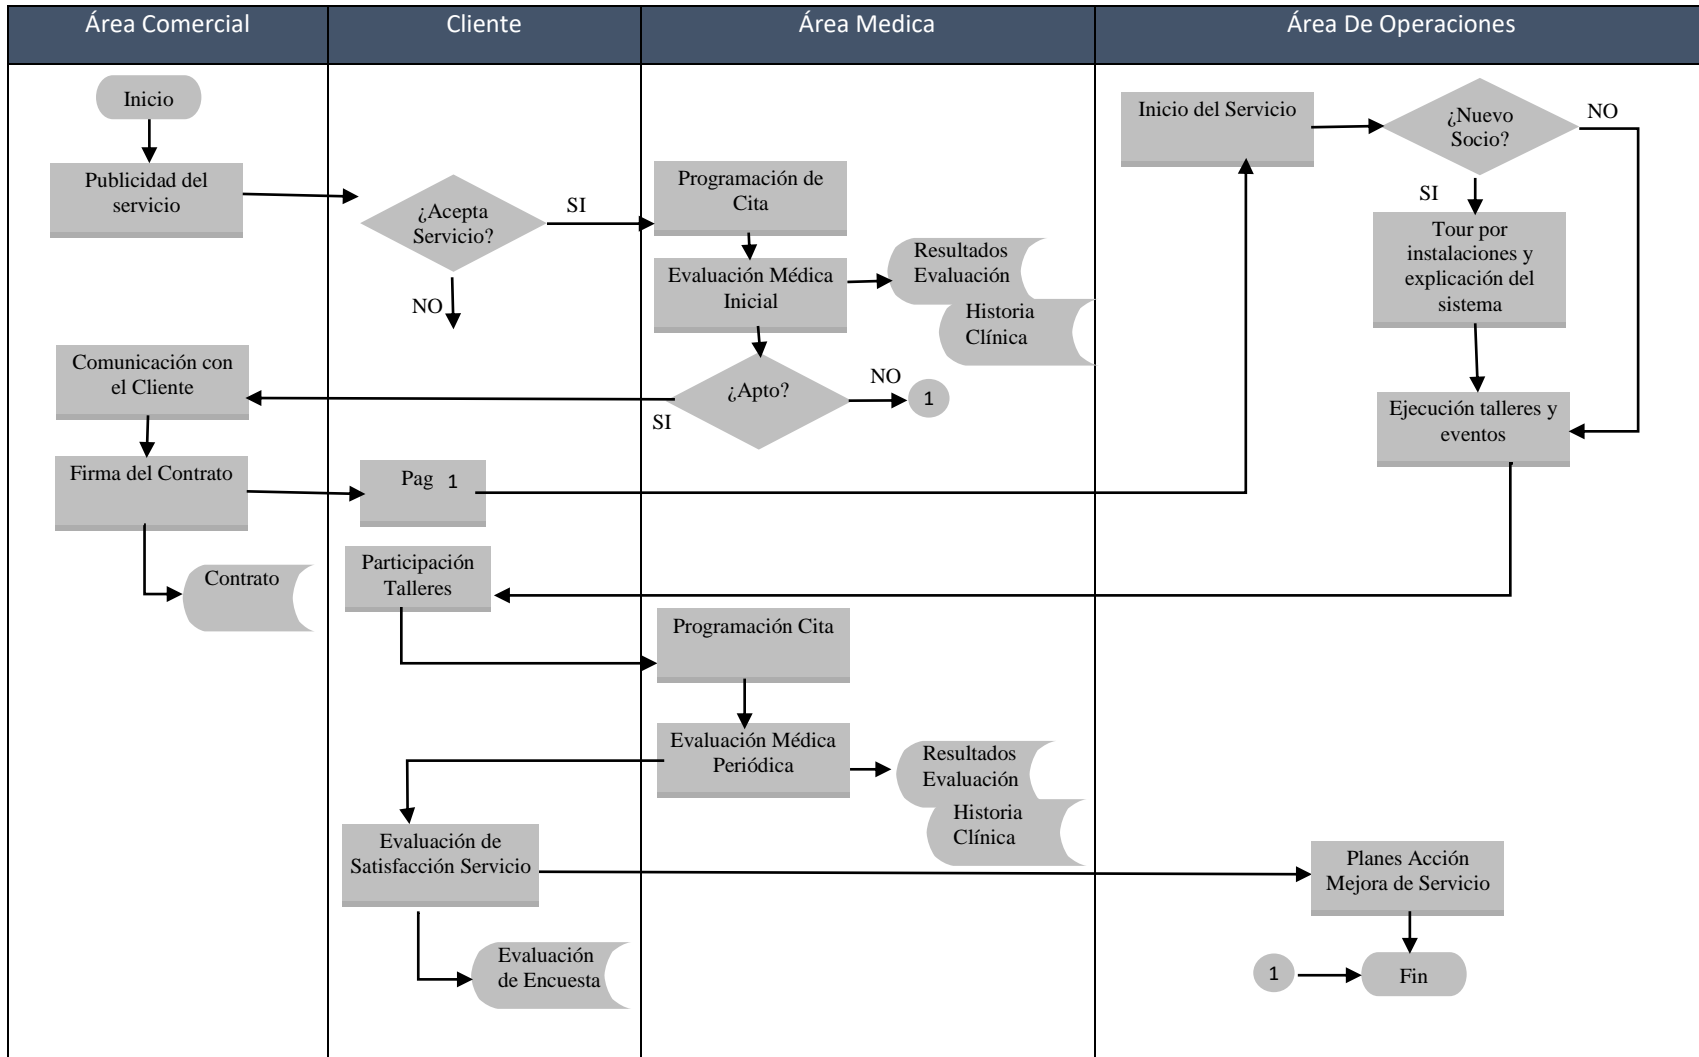 Área Comercial
Cliente
Área Medica
Área De Operaciones
Inicio
Publicidad del
servicio
¿Acepta
Servicio?
SI
NO
Programación de
Cita
Evaluación Médica
Inicial
Resultados
Evaluación
Historia
Clínica
¿Apto?
NO
1
SI
Comunicación con
el Cliente
Firma del Contrato
Contrato
Pag 1
Inicio del Servicio
¿Nuevo
Socio?
NO
SI
Tour por
instalaciones y
explicación del
sistema
Ejecución talleres y
eventos
Participación
Talleres
Programación Cita
Evaluación Médica
Periódica
Resultados
Evaluación
Historia
Clínica
Evaluación de
Satisfacción Servicio
Evaluación
de Encuesta
Planes Acción
Mejora de Servicio
1
Fin